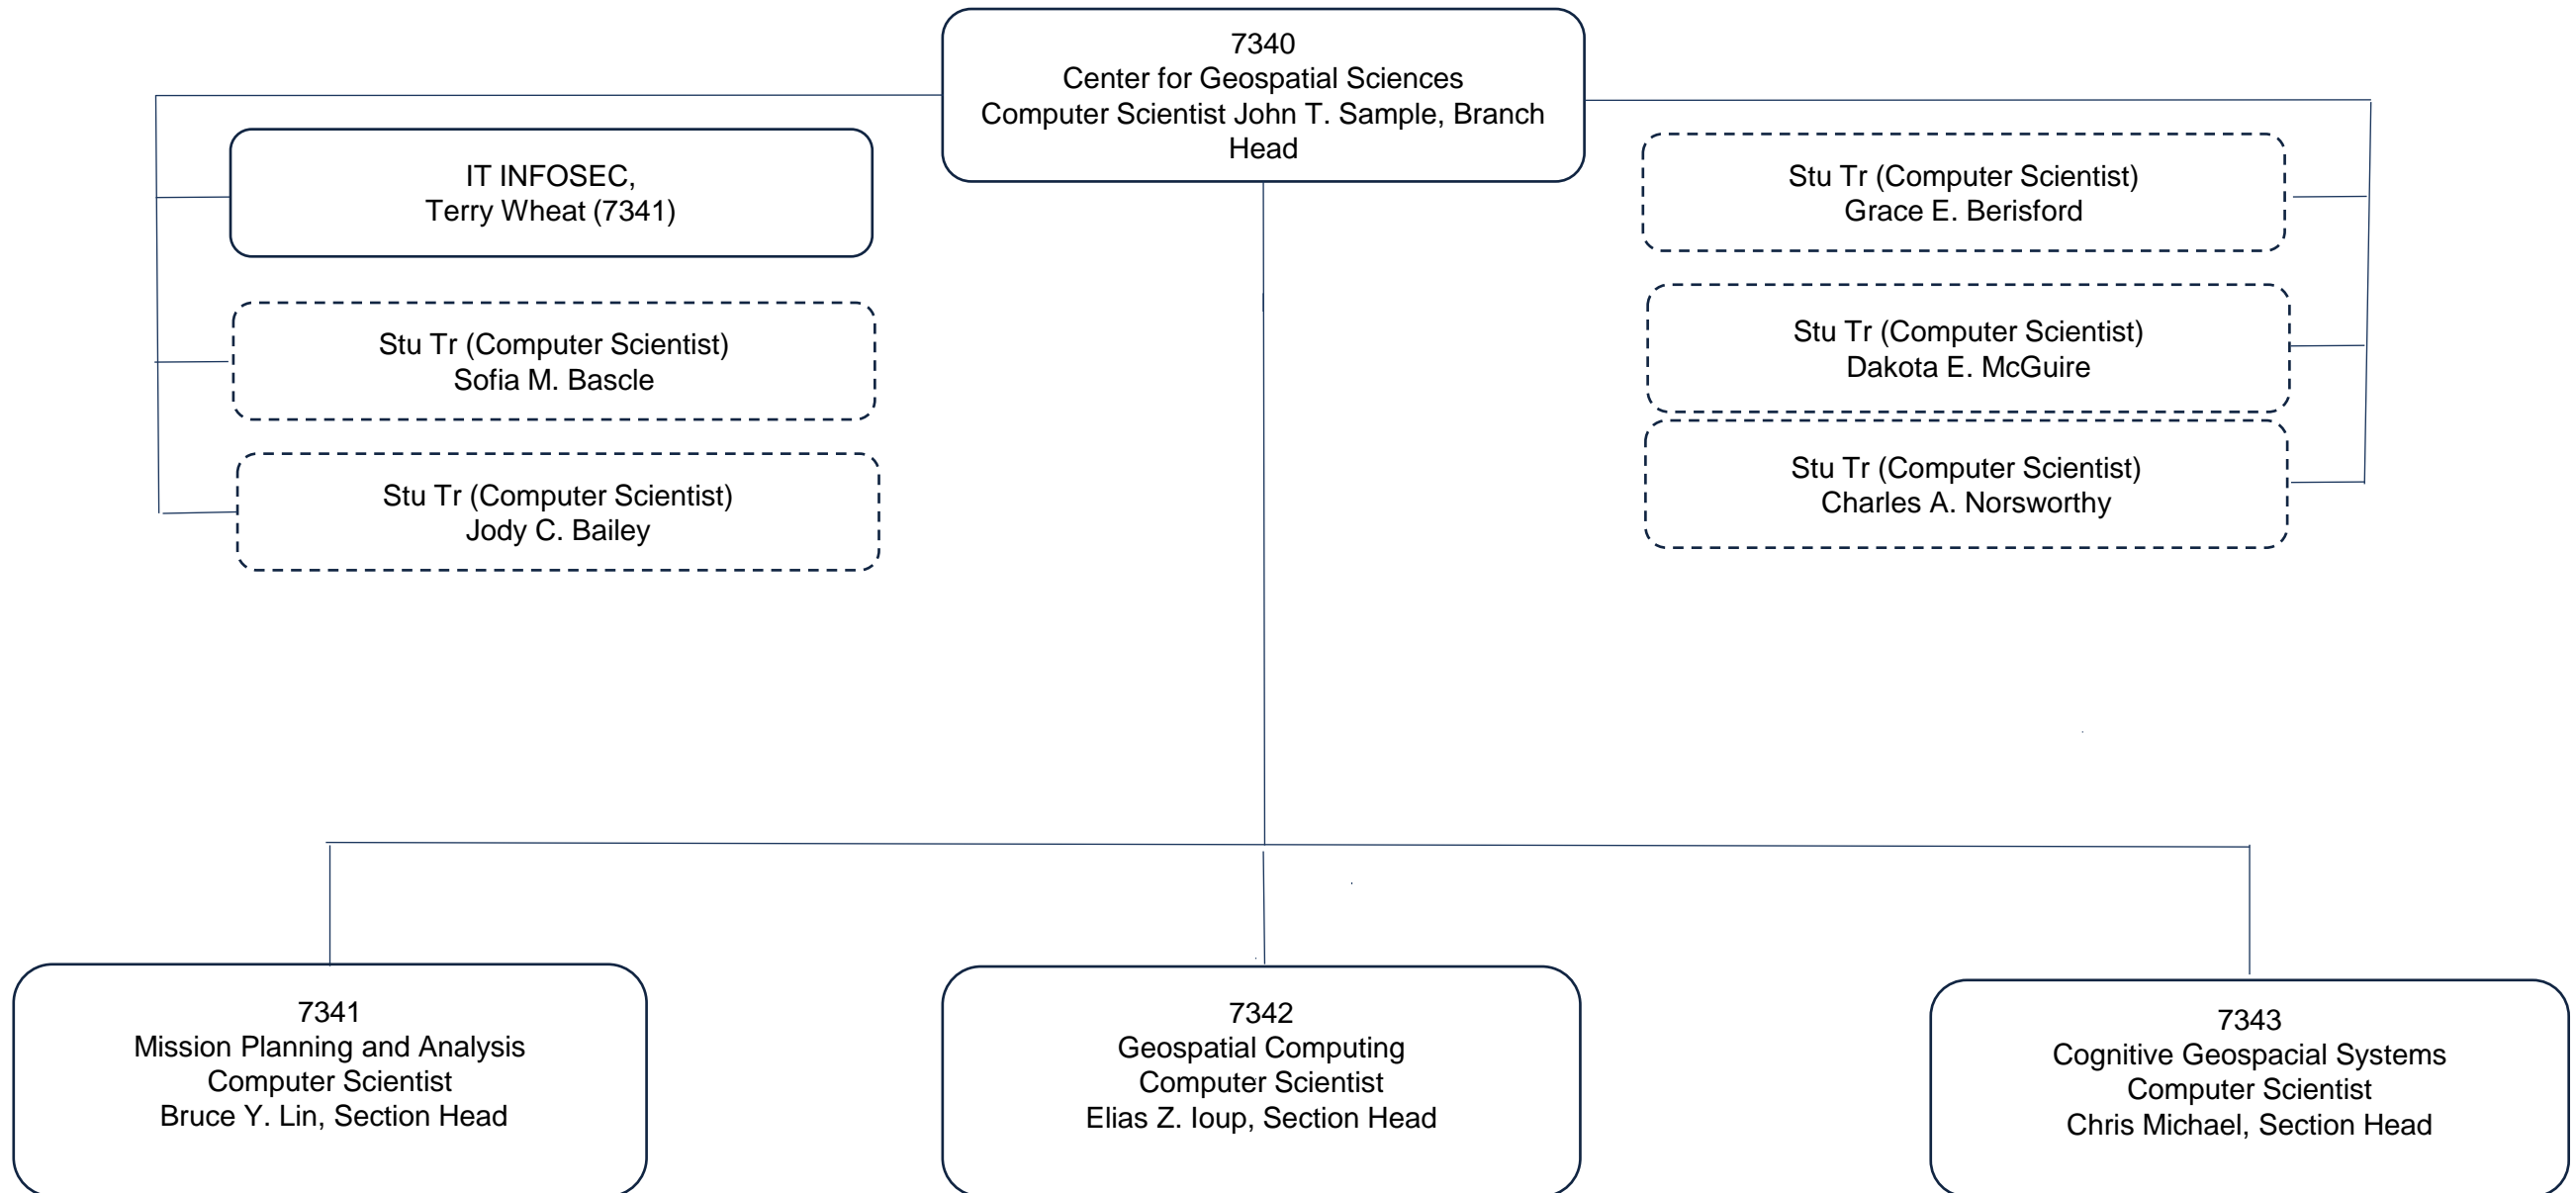 7340
Center for Geospatial Sciences
Computer Scientist John T. Sample, Branch
Head
IT INFOSEC,
Terry Wheat (7341)
Stu Tr (Computer Scientist)
Sofia M. Bascle
Stu Tr (Computer Scientist)
Jody C. Bailey
Stu Tr (Computer Scientist)
Grace E. Berisford
Stu Tr (Computer Scientist)
Dakota E. McGuire
Stu Tr (Computer Scientist)
Charles A. Norsworthy
7341
Mission Planning and Analysis
Computer Scientist
Bruce Y. Lin, Section Head
7342
Geospatial Computing
Computer Scientist
Elias Z. Ioup, Section Head
7343
Cognitive Geospacial Systems
Computer Scientist
Chris Michael, Section Head